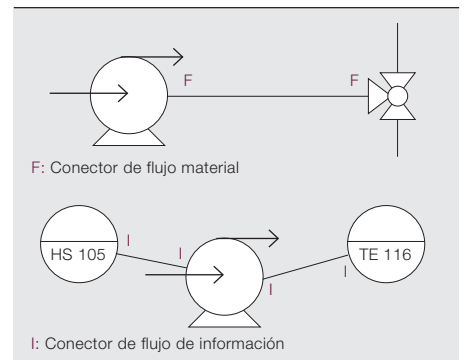 F F
F: Conector de flujo material
HS 105 I I I I TE 116
I: Conector de flujo de información